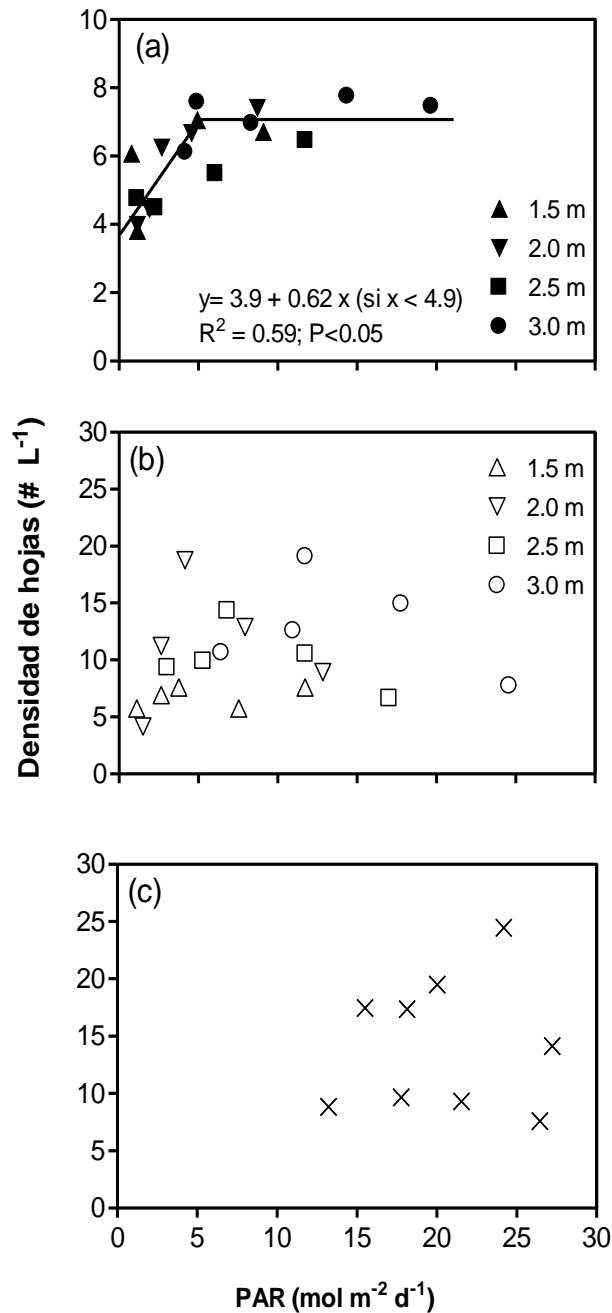 10
(a)
8
6
4
2
0
1.5 m
2.0 m
2.5 m
3.0 m
y= 3.9 + 0.62 x (si x < 4.9)
R² = 0.59; P<0.05
Densidad de hojas (# L⁻¹)
30
(b)
25
20
15
10
5
0
1.5 m
2.0 m
2.5 m
3.0 m
30
(c)
25
20
15
10
5
0
0 5 10 15 20 25 30
PAR (mol m⁻² d⁻¹)